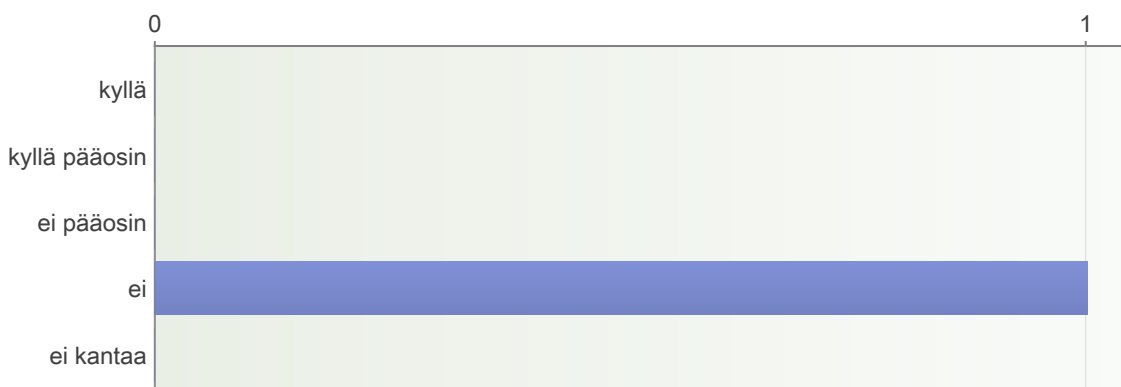 0 1
kyllä
kyllä pääosin
ei pääosin
ei
ei kantaa